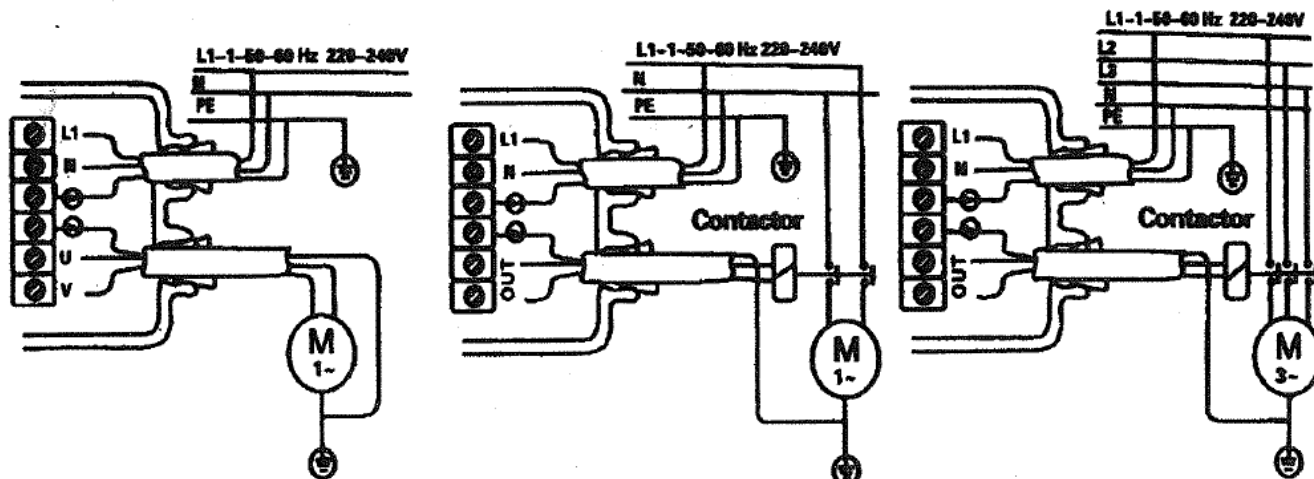 L1~1~50-60 Hz 220-240V
N
PE
L1
N
U
V
M
1~
L1~1~50-60 Hz 220-240V
N
PE
L1
N
Contactor
OUT
M
1~
L1~1~50-60 Hz 220-240V
L2
L3
N
PE
L1
N
Contactor
OUT
M
3~